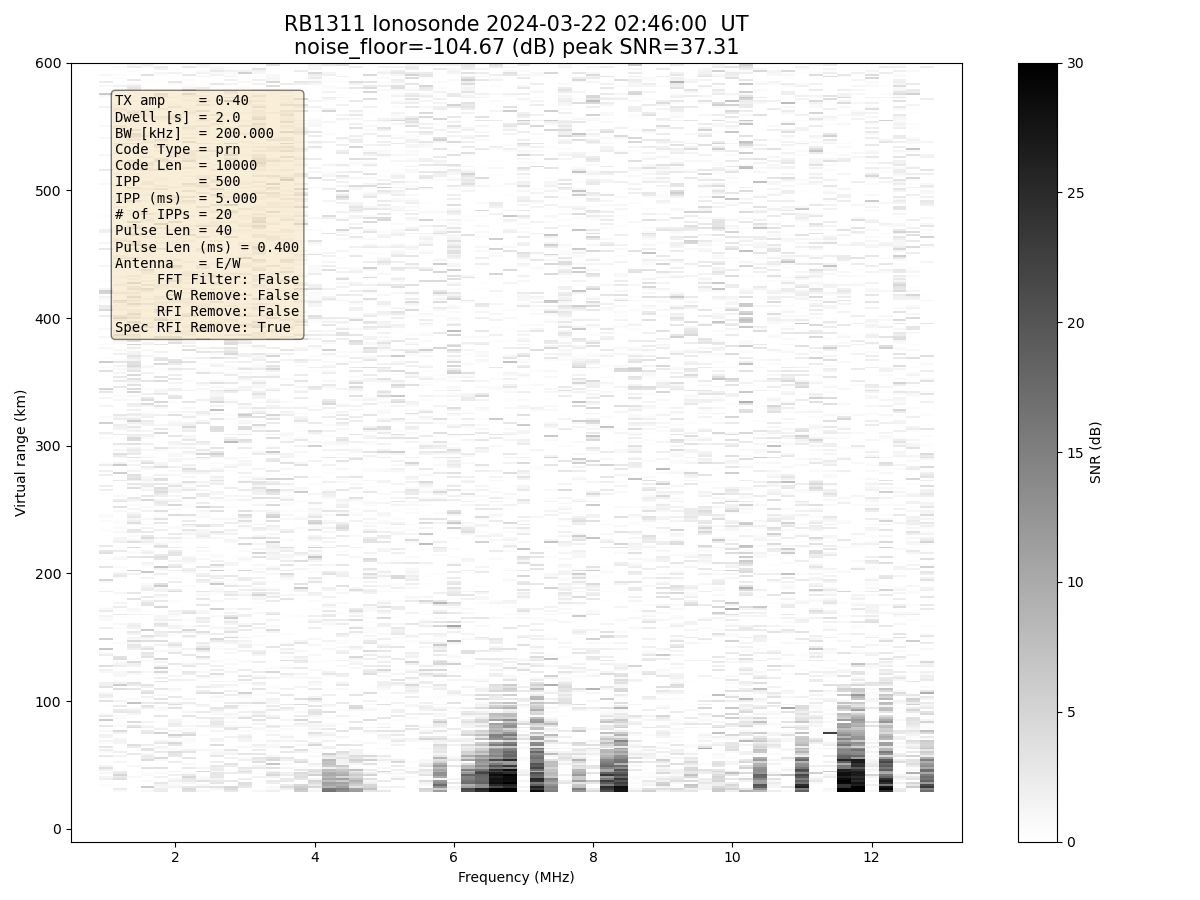 RB1311 Ionosonde 2024-03-22 02:46:00  UT
noise_floor=-104.67 (dB) peak SNR=37.31
600
500
400
300
200
100
0
Virtual range (km)
TX amp    = 0.40
Dwell [s] = 2.0
BW [kHz]  = 200.000
Code Type = prn
Code Len  = 10000
IPP       = 500
IPP (ms)  = 5.000
# of IPPs = 20
Pulse Len = 40
Pulse Len (ms) = 0.400
Antenna   = E/W
FFT Filter: False
CW Remove: False
RFI Remove: False
Spec RFI Remove: True
2 4 6 8 10 12
Frequency (MHz)
30
25
20
15
10
5
0
SNR (dB)